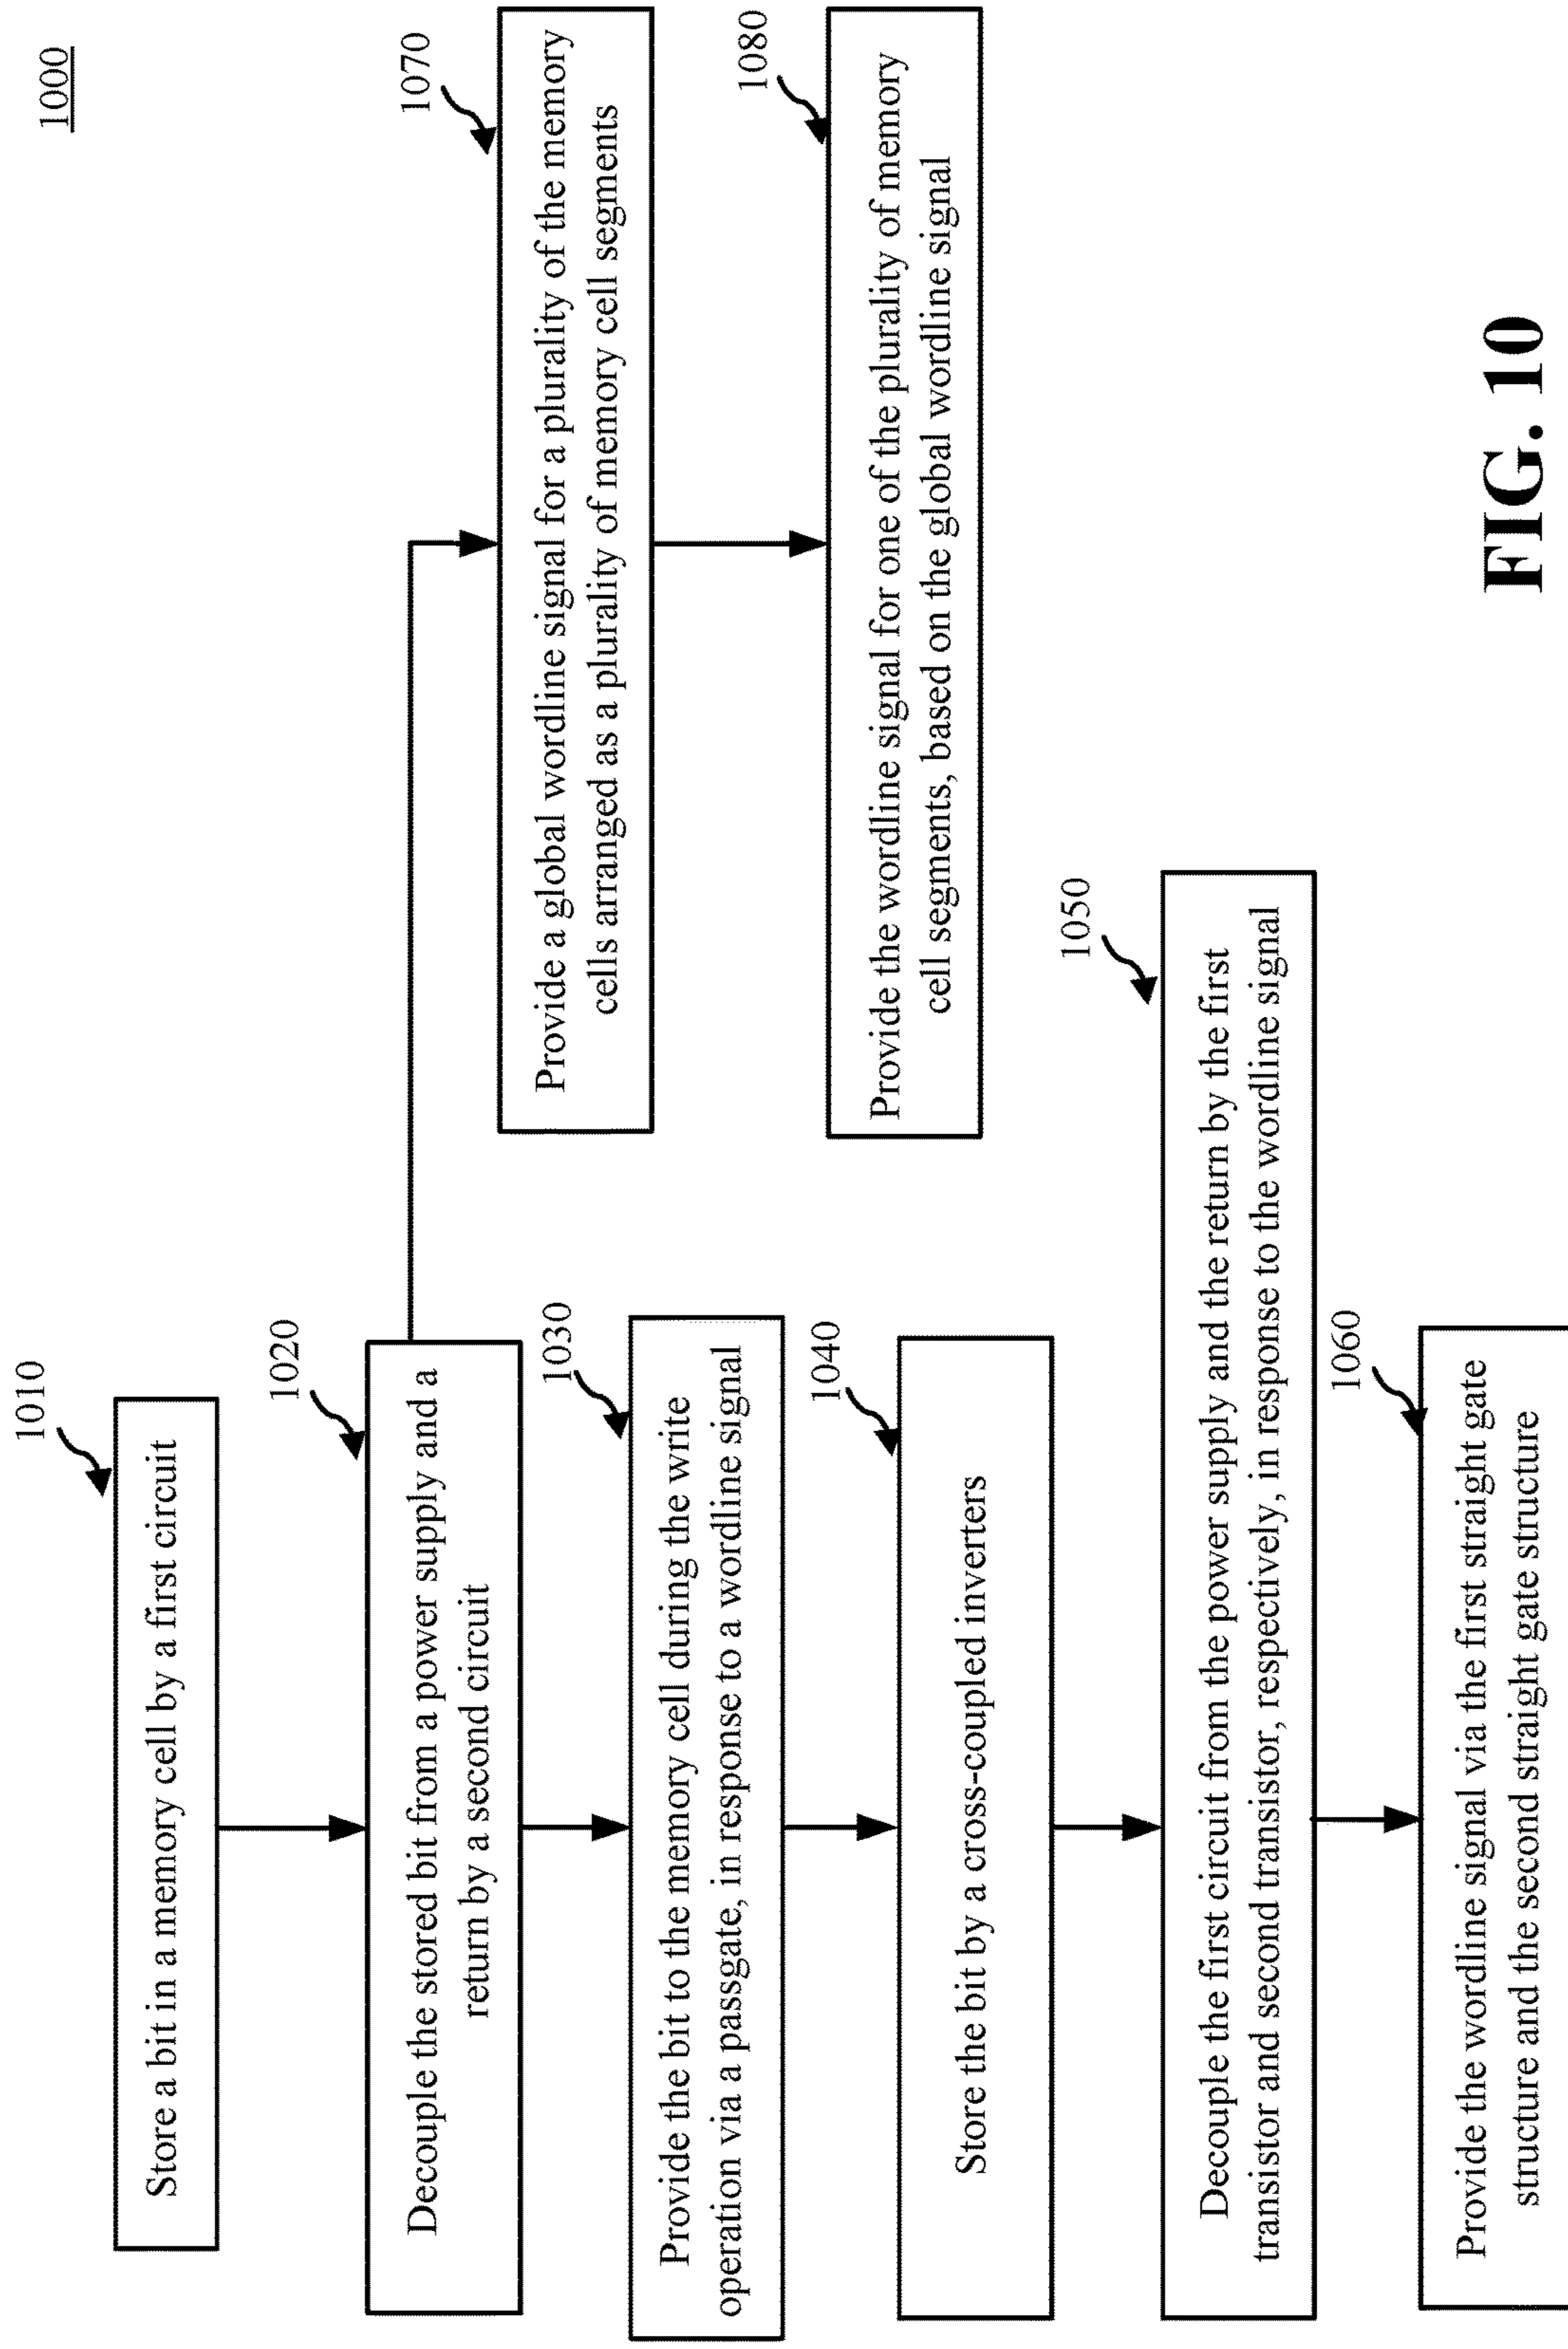 1000
1010
Store a bit in a memory cell by a first circuit
1020
Decouple the stored bit from a power supply and a
return by a second circuit
1030
Provide the bit to the memory cell during the write
operation via a passgate, in response to a wordline signal
1040
Store the bit by a cross-coupled inverters
1050
Decouple the first circuit from the power supply and the return by the first
transistor and second transistor, respectively, in response to the wordline signal
1060
Provide the wordline signal via the first straight gate
structure and the second straight gate structure
1070
Provide a global wordline signal for a plurality of the memory
cells arranged as a plurality of memory cell segments
1080
Provide the wordline signal for one of the plurality of memory
cell segments, based on the global wordline signal
FIG. 10